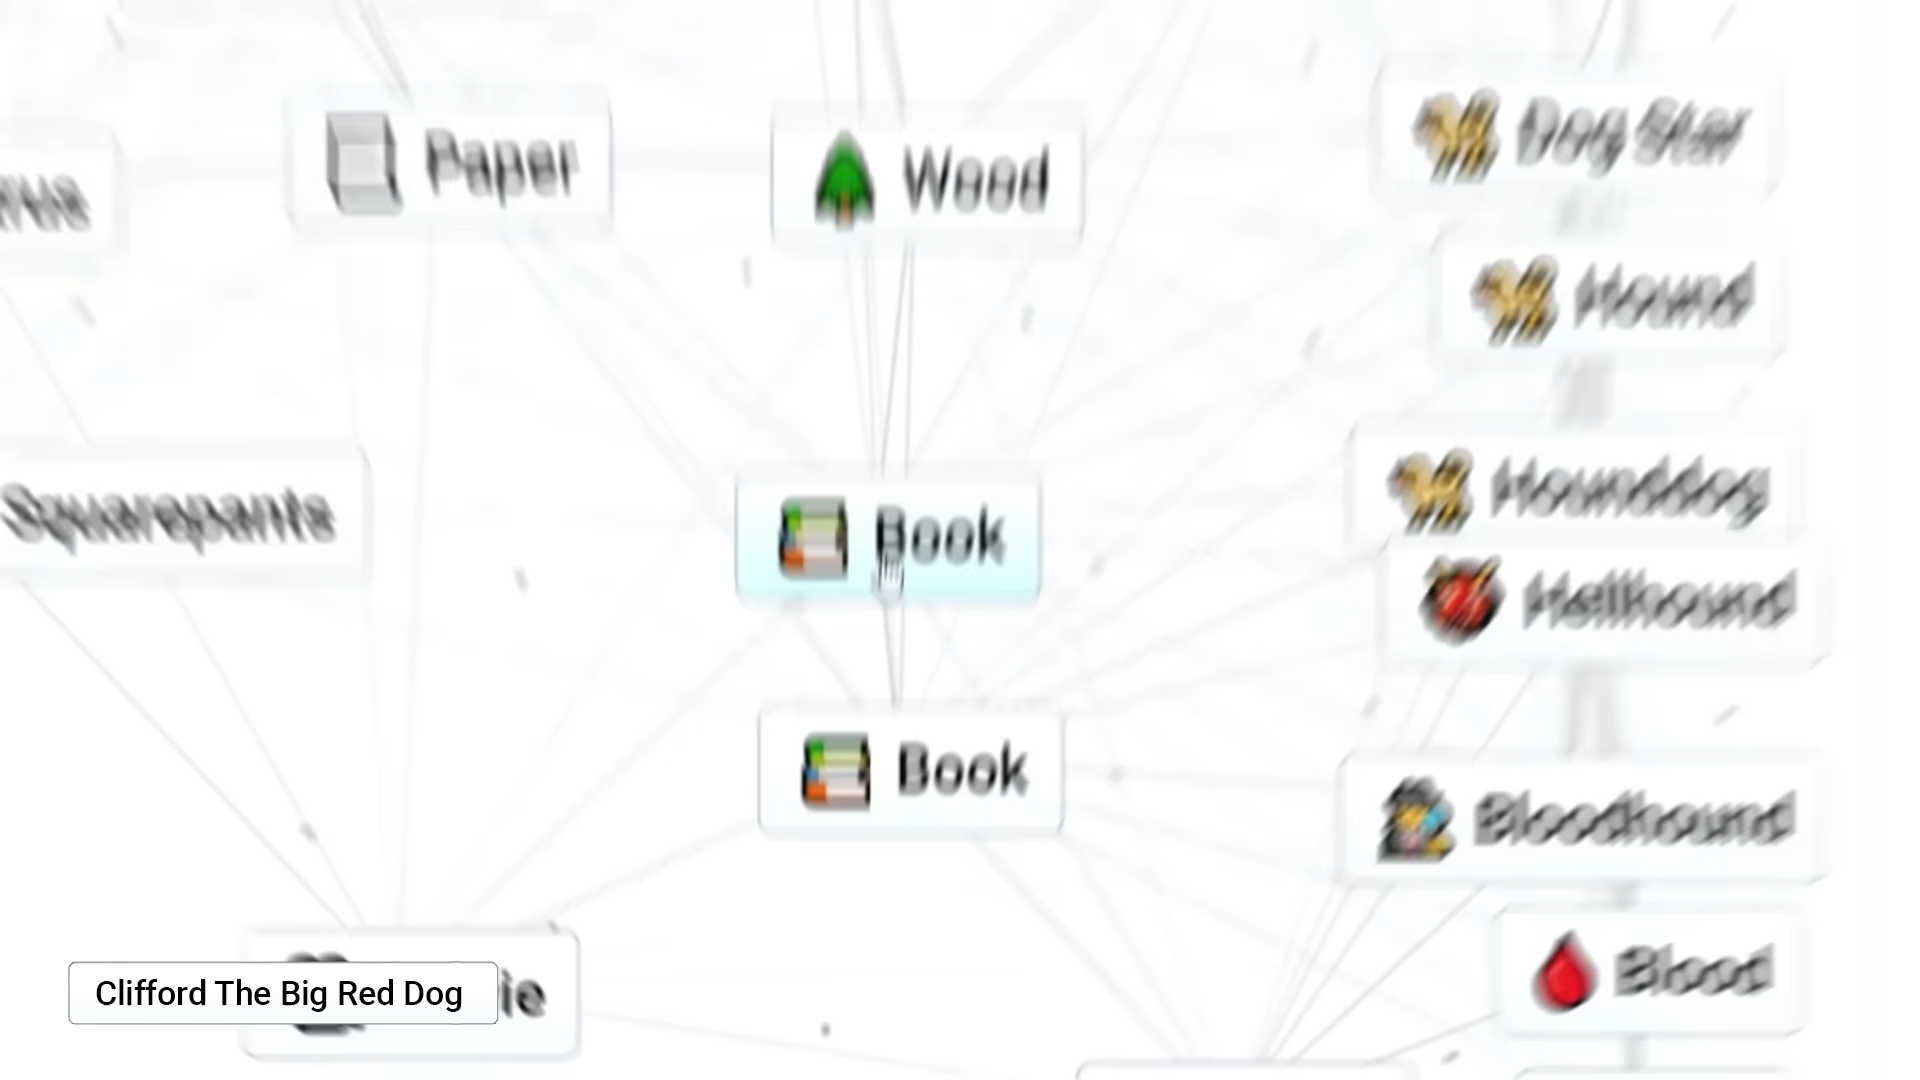 Paper
Wood
Dog Star
Hound
Squarepants
Book
Hounddog
Hellhound
Book
Bloodhound
Blood
Clifford The Big Red Dog